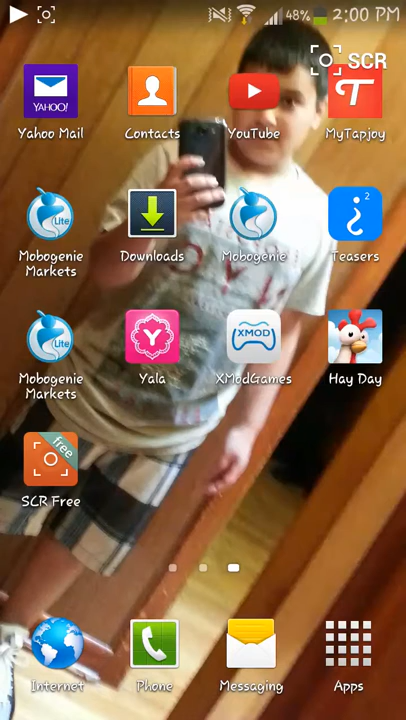 48% 2:00 PM
SCR
YAHOO!
Yahoo Mail
Contacts
YouTube
T
MyTapjoy
Lite
2
Mobogenie
Markets
Downloads
Mobogenie
Teasers
Lite
Y
XMOD
Mobogenie
Markets
Yala
XModGames
Hay Day
free
SCR Free
Internet
Phone
Messaging
Apps